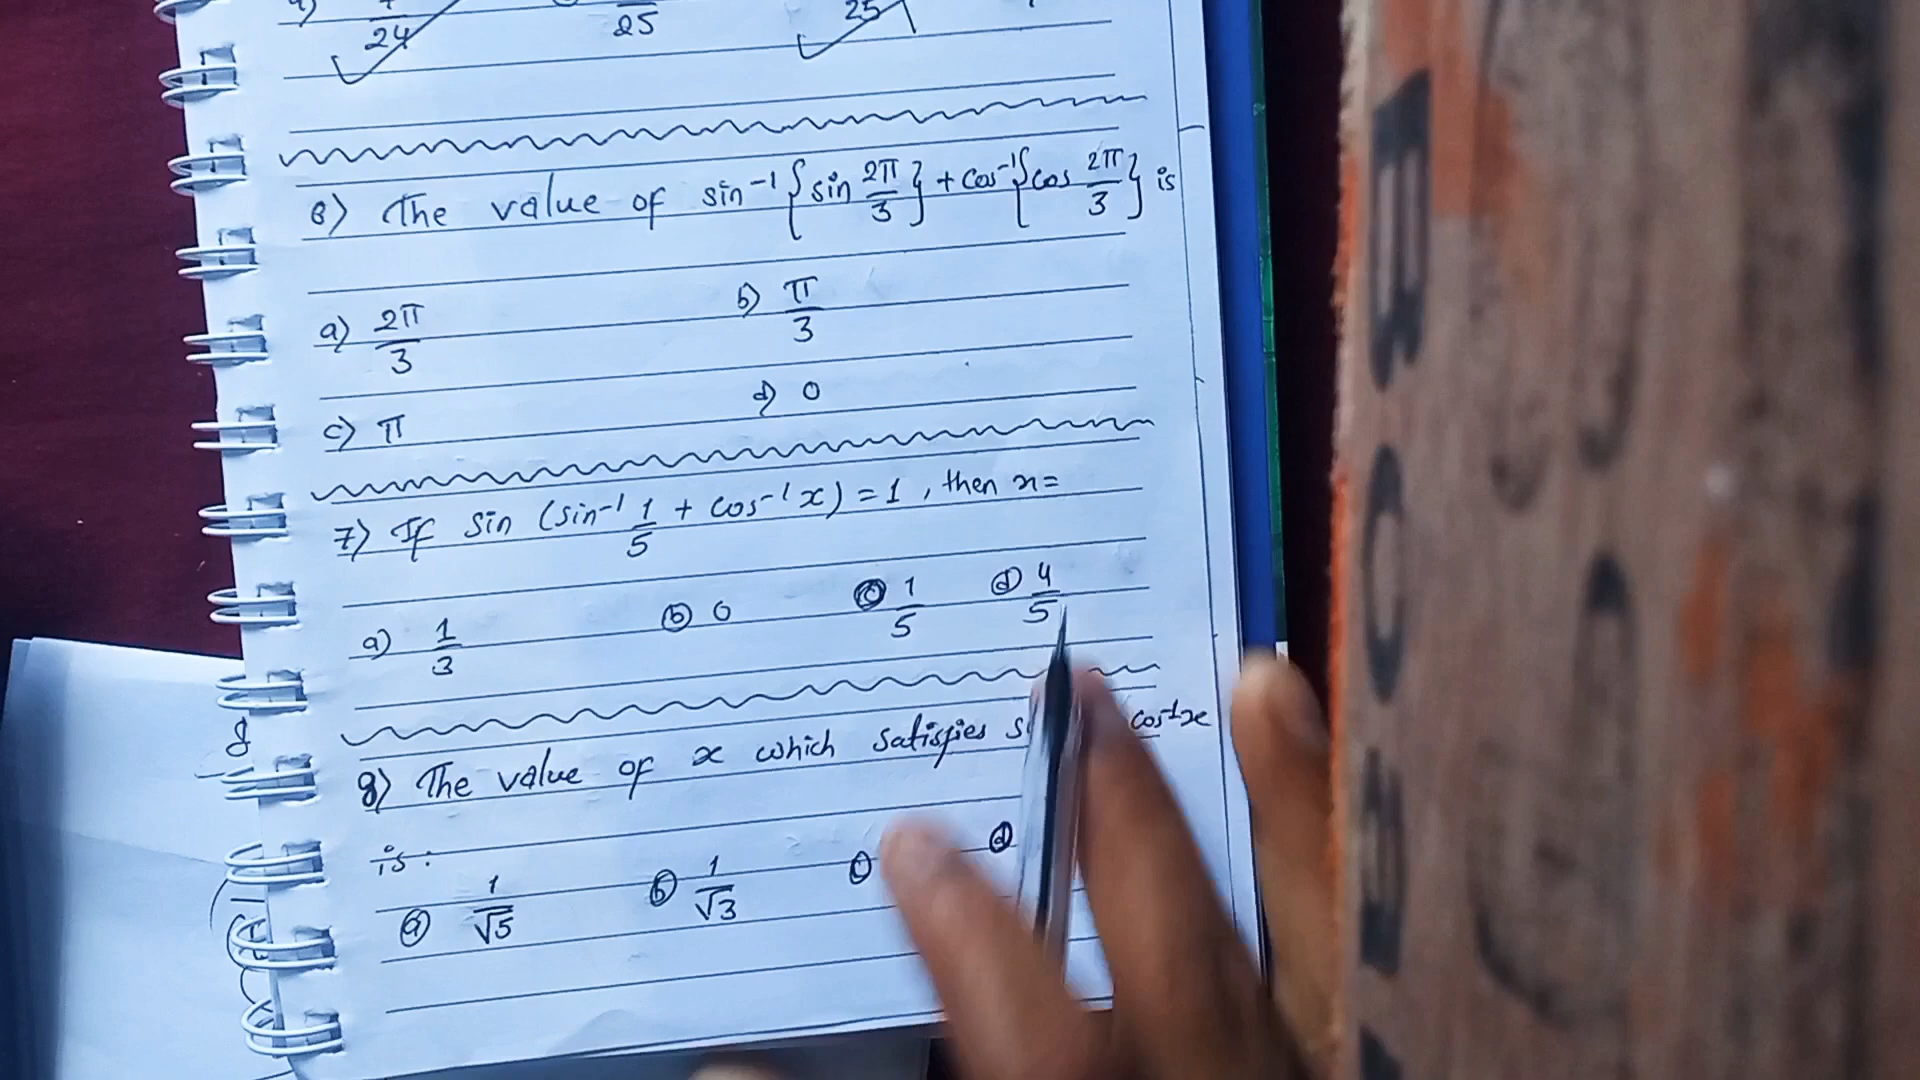 24 25 25
6) The value of sin⁻¹{sin 2π/3} + cos⁻¹{cos 2π/3} is
a) 2π/3 b) π/3
c) π d) 0
7) If sin (sin⁻¹ 1/5 + cos⁻¹x) = 1, then x=
a) 1/3 (b) 0 (c) 1/5 (d) 4/5
8) The value of x which satisfies cos⁻¹x
is:
(a) 1/√5 (b) 1/√3 (c) (d)
8